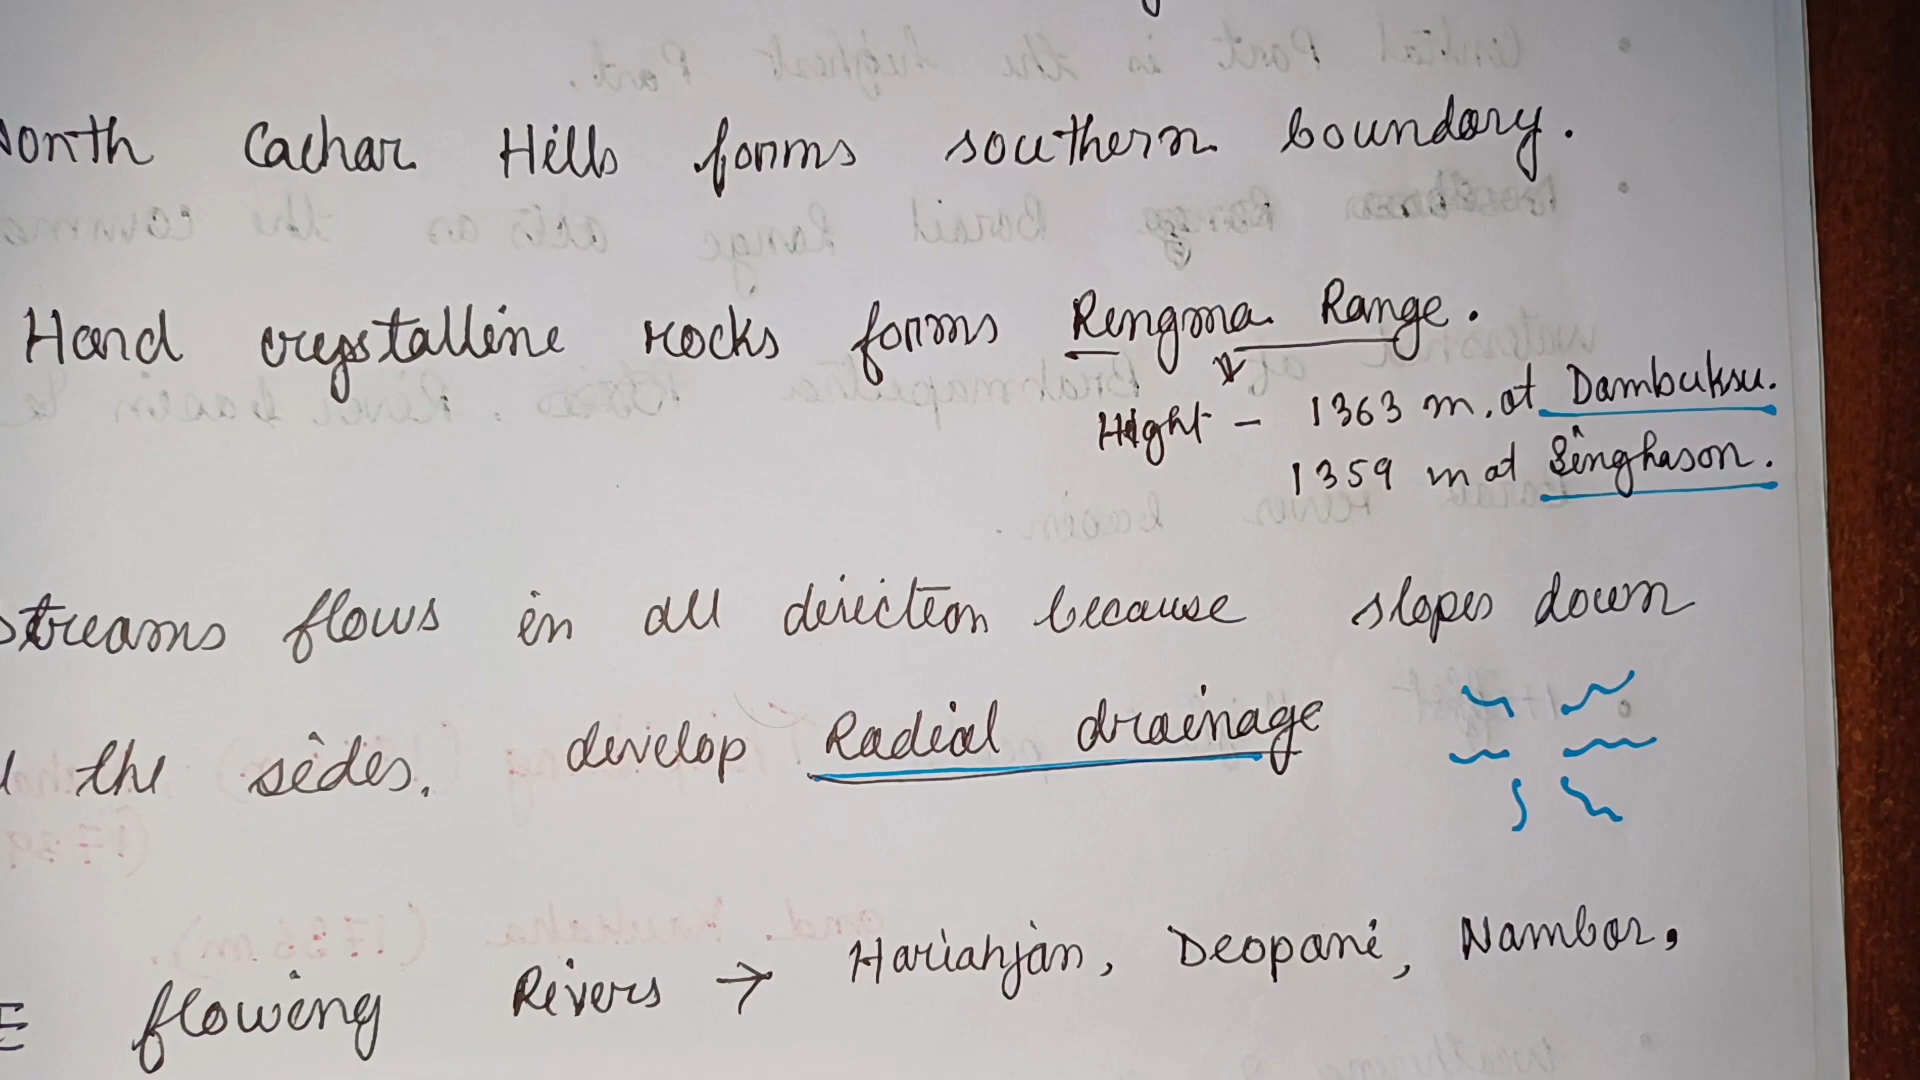 North Cachar Hills forms southern boundary.
Hard crystalline rocks forms Rengma Range.
Hight - 1363 m. at Dambuksu.
1359 m at Singhason.
streams flows in all direction because slopes down
the sides. develop Radial drainage
flowing Rivers → Hariahjan, Deopani, Nambor,